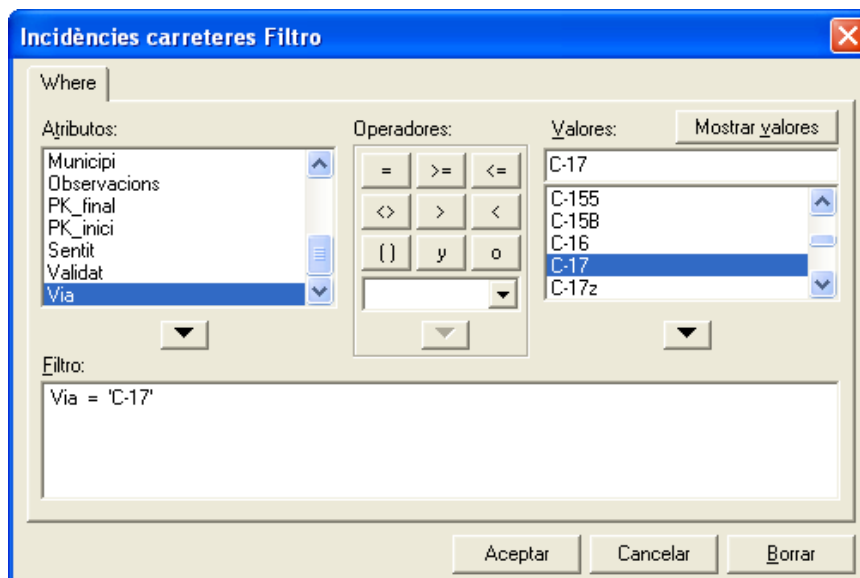 Incidències carreteres Filtro
Where
Atributos:
Operadores:
Valores:
Mostrar valores
Municipi
Observacions
PK_final
PK_inici
Sentit
Validat
Via
= >= <=
<> > <
() y o
C-17
C-155
C-15B
C-16
C-17
C-17z
Filtro:
Via = 'C-17'
Aceptar
Cancelar
Borrar